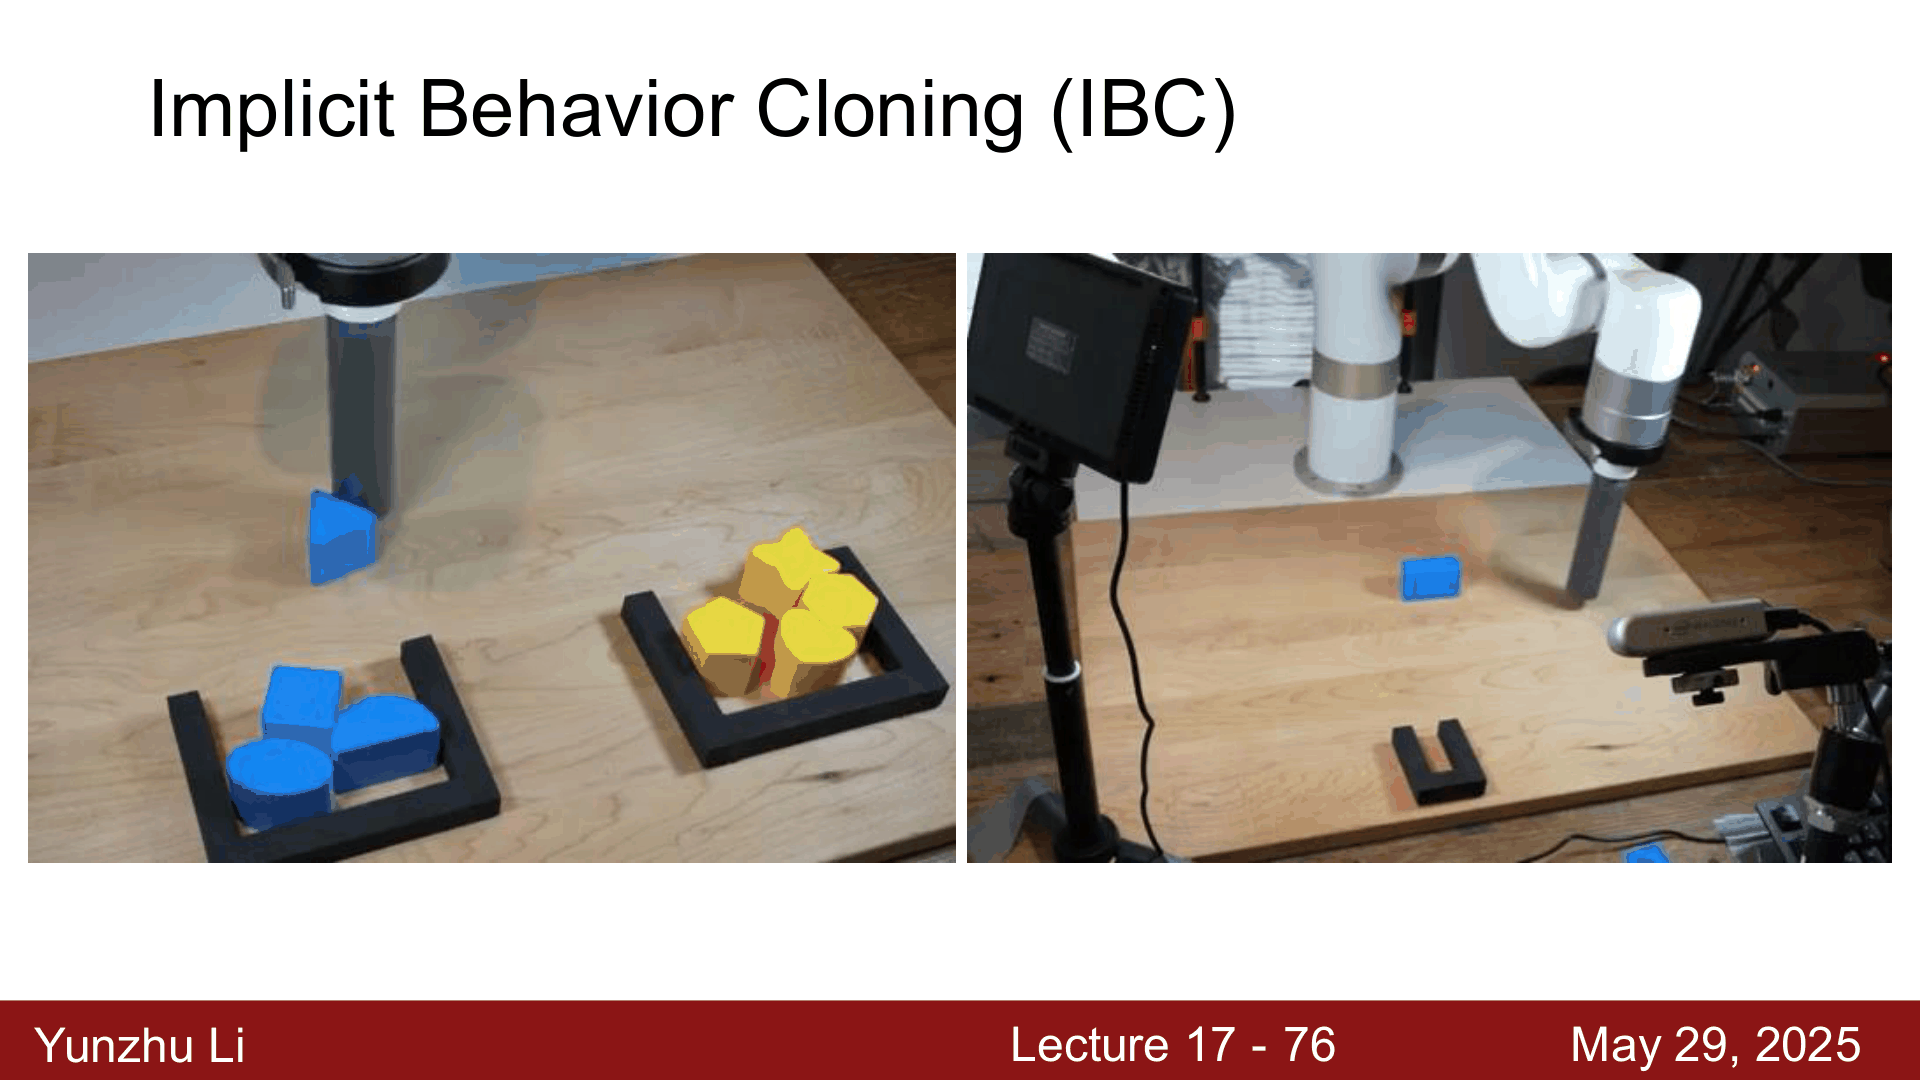 Implicit Behavior Cloning (IBC)
Yunzhu Li
Lecture 17 - 76
May 29, 2025